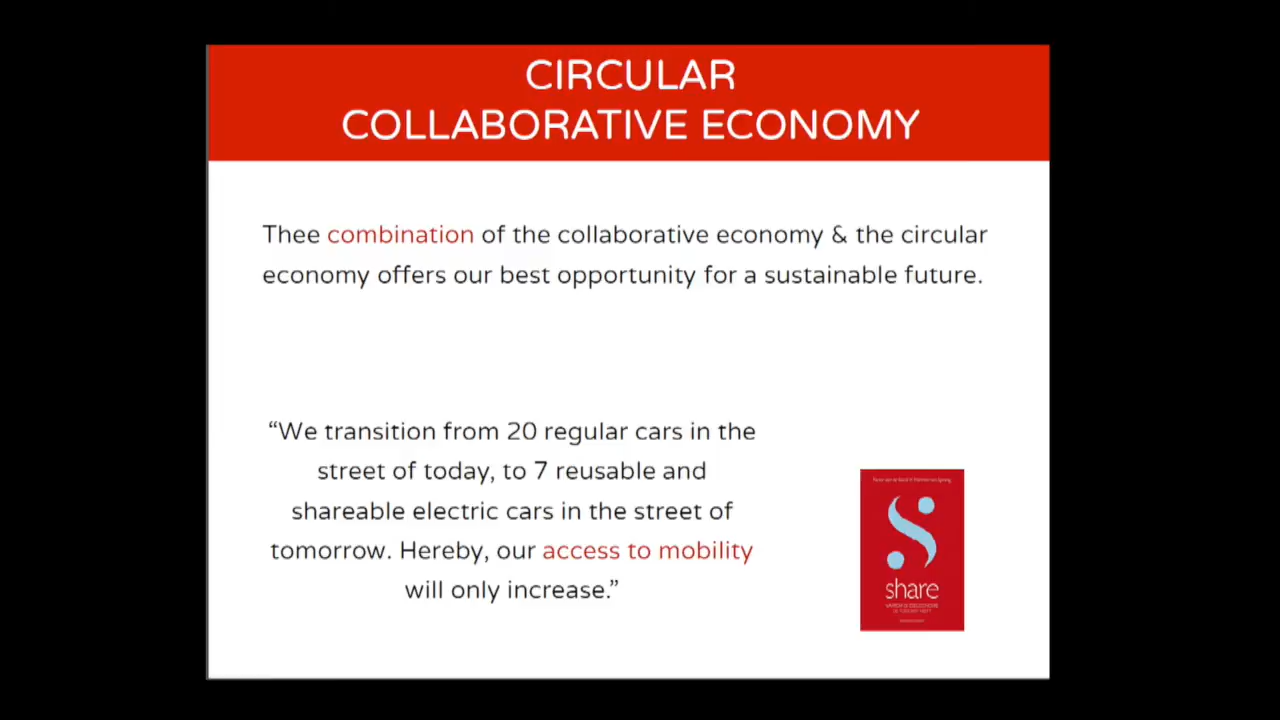 CIRCULAR
COLLABORATIVE ECONOMY
Thee combination of the collaborative economy & the circular
economy offers our best opportunity for a sustainable future.
“We transition from 20 regular cars in the
street of today, to 7 reusable and
shareable electric cars in the street of
tomorrow. Hereby, our access to mobility
will only increase.”
share